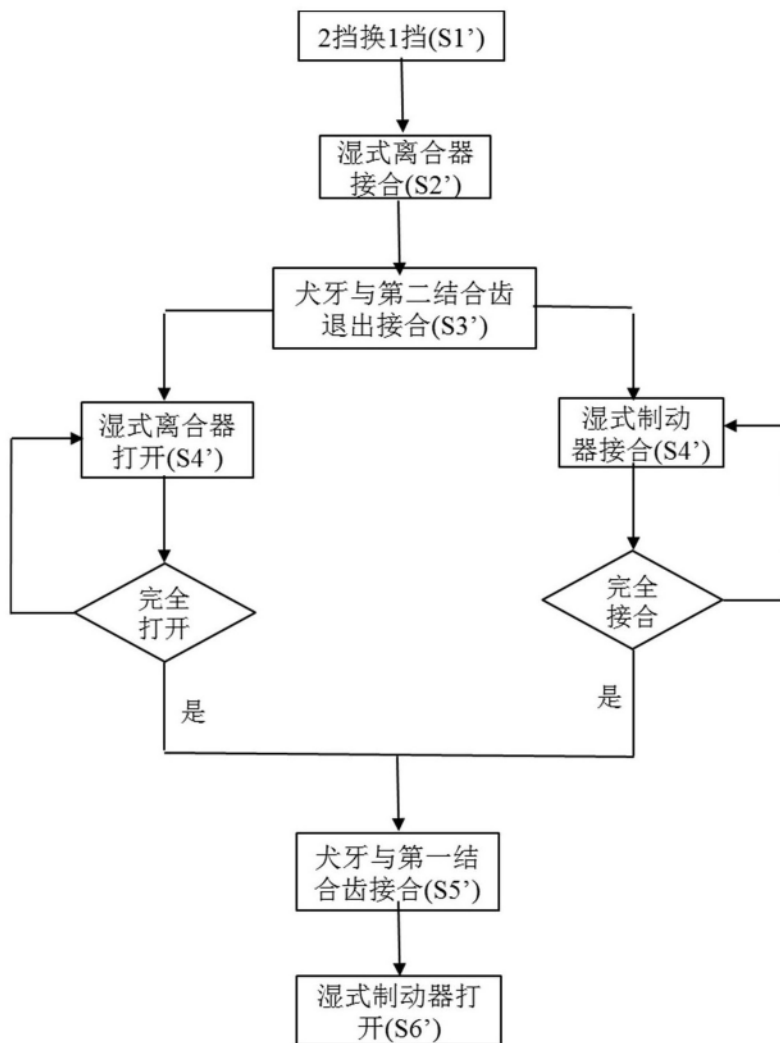 2挡换1挡(S1’)
湿式离合器
接合(S2’)
犬牙与第二结合齿
退出接合(S3’)
湿式离合器
打开(S4’)
湿式制动
器接合(S4’)
完全
打开
完全
接合
是
是
犬牙与第一结
合齿接合(S5’)
湿式制动器打
开(S6’)